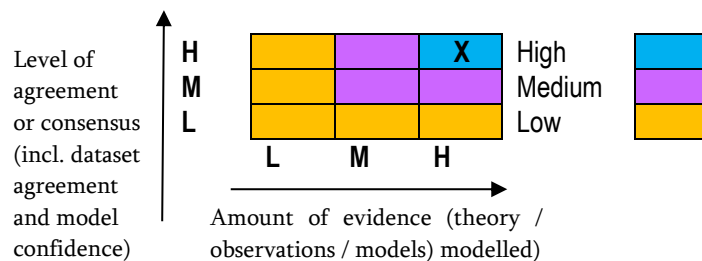 Level of
agreement
or consensus
(incl. dataset
agreement
and model
confidence)
H
X
High
M
Medium
L
Low
L M H
Amount of evidence (theory /
observations / models) modelled)